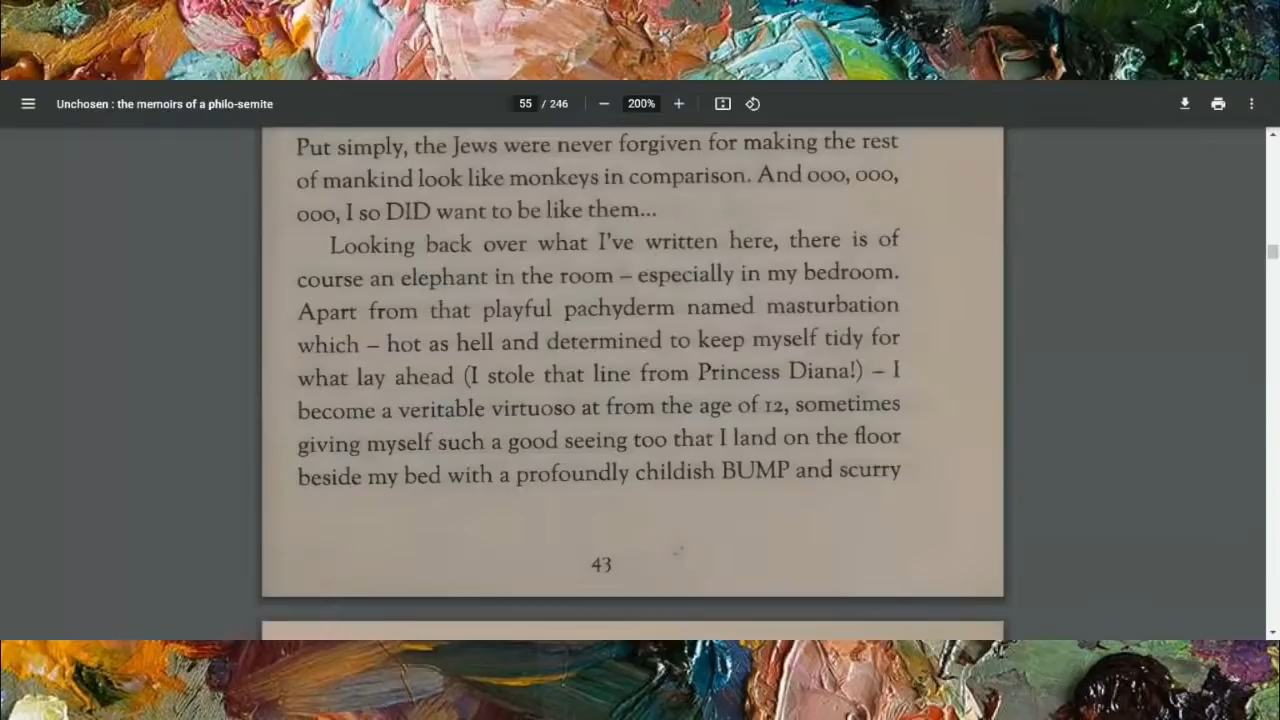 Unchosen : the memoirs of a philo-semite
55 / 246
200%
Put simply, the Jews were never forgiven for making the rest
of mankind look like monkeys in comparison. And ooo, ooo,
ooo, I so DID want to be like them...
Looking back over what I've written here, there is of
course an elephant in the room – especially in my bedroom.
Apart from that playful pachyderm named masturbation
which – hot as hell and determined to keep myself tidy for
what lay ahead (I stole that line from Princess Diana!) – I
become a veritable virtuoso at from the age of 12, sometimes
giving myself such a good seeing too that I land on the floor
beside my bed with a profoundly childish BUMP and scurry
43